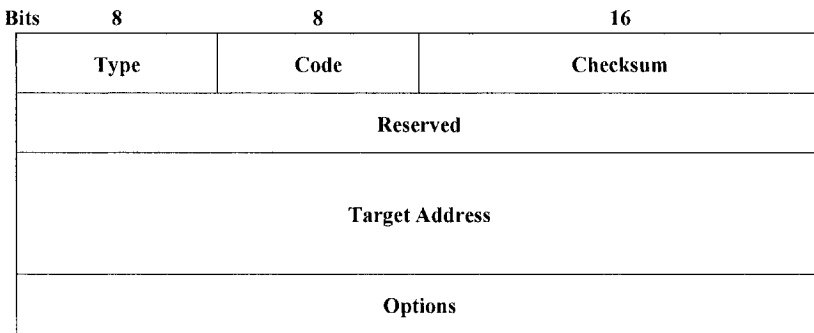 Bits 8 8 16
Type Code Checksum
Reserved
Target Address
Options